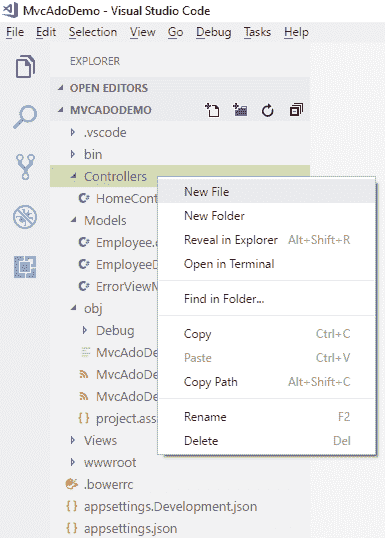 MvcAdoDemo - Visual Studio Code
File Edit Selection View Go Debug Tasks Help
EXPLORER
OPEN EDITORS
MVCADODEMO
.vscode
bin
Controllers
HomeCont
Models
Employee.c
EmployeeD
ErrorViewM
obj
Debug
MvcAdoDe
MvcAdoDe
MvcAdoDe
project.ass
Views
wwwroot
.bowerrc
appsettings.Development.json
appsettings.json
New File
New Folder
Reveal in Explorer Alt+Shift+R
Open in Terminal
Find in Folder...
Copy Ctrl+C
Paste Ctrl+V
Copy Path Alt+Shift+C
Rename F2
Delete Del